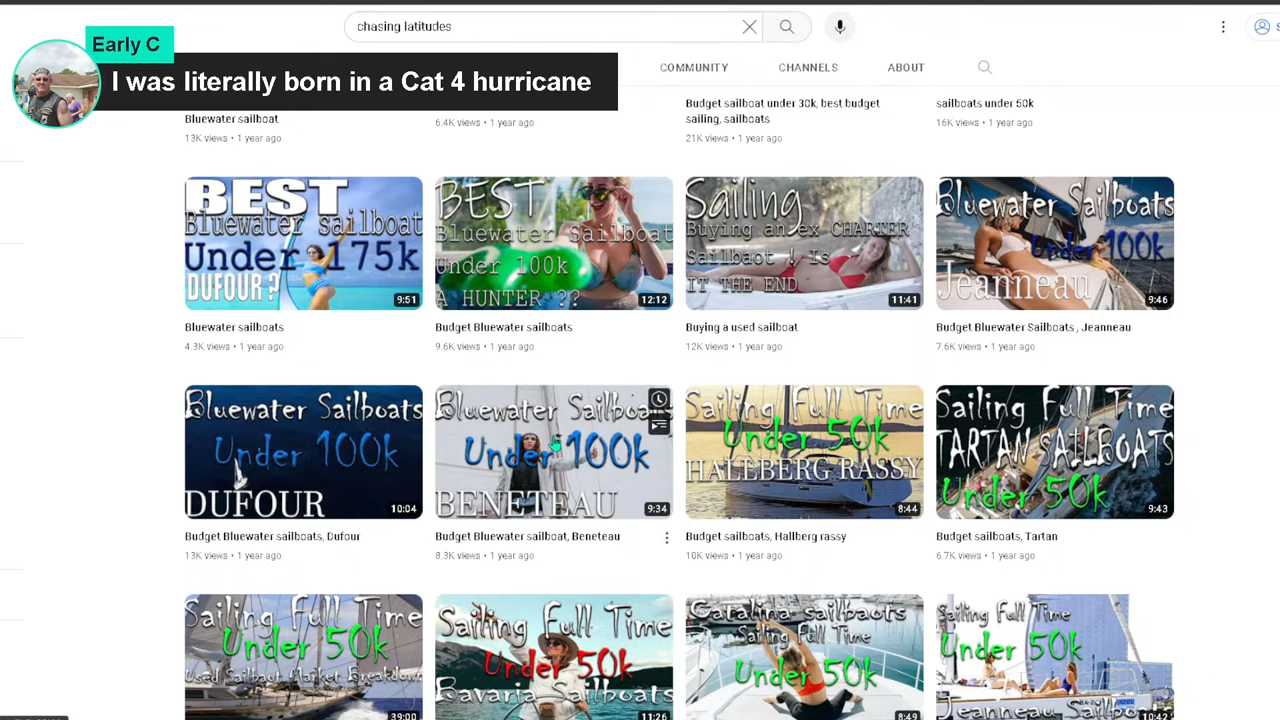 chasing latitudes
Early C
I was literally born in a Cat 4 hurricane
COMMUNITY
CHANNELS
ABOUT
Bluewater sailboat
13K views • 1 year ago
6.4K views • 1 year ago
Budget sailboat under 30k, best budget
sailing, sailboats
21K views • 1 year ago
sailboats under 50k
16K views • 1 year ago
BEST
Bluewater sailboat
Under 175k
DUFOUR?
9:51
BEST
Bluewater Sailboat
Under 100k
A HUNTER ??
12:12
Sailing
Buying an ex CHARTER
Sailbaot ! Is
IT THE END
11:41
Bluewater Sailboats
Under 100k
Jeanneau
9:46
Bluewater sailboats
4.3K views • 1 year ago
Budget Bluewater sailboats
9.6K views • 1 year ago
Buying a used sailboat
12K views • 1 year ago
Budget Bluewater Sailboats , Jeanneau
7.6K views • 1 year ago
Bluewater Sailboats
Under 100k
DUFOUR
10:04
Bluewater Sailboats
Under 100k
BENETEAU
9:34
Sailing Full Time
Under 50k
HALLBERG RASSY
8:44
Sailing Full Time
TARTAN SAILBOATS
Under 50k
9:43
Budget Bluewater sailboats, Dufour
13K views • 1 year ago
Budget Bluewater sailboat, Beneteau
8.3K views • 1 year ago
Budget sailboats, Hallberg rassy
10K views • 1 year ago
Budget sailboats, Tartan
6.7K views • 1 year ago
Sailing Full Time
Under 50k
Used Sailbaot Market Breakdown
39:00
Sailing Full Time
Under 50k
Bavaria Sailboats
11:26
Catalina sailbaots
Sailing Full Time
Under 50k
8:49
Sailing Full Time
Under 50k
Jeanneau Sailboats
10:42